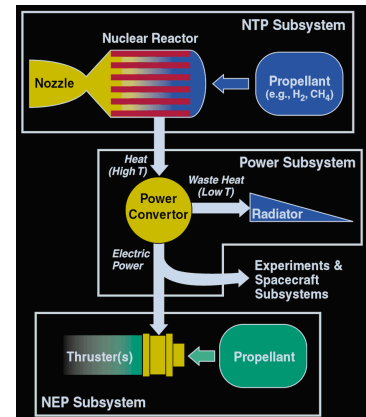 NTP Subsystem
Nuclear Reactor
Nozzle
Propellant
(e.g., H₂, CH₄)
Heat
(High T)
Power Subsystem
Waste Heat
(Low T)
Power
Convertor
Radiator
Electric
Power
Experiments &
Spacecraft
Subsystems
Thruster(s)
Propellant
NEP Subsystem